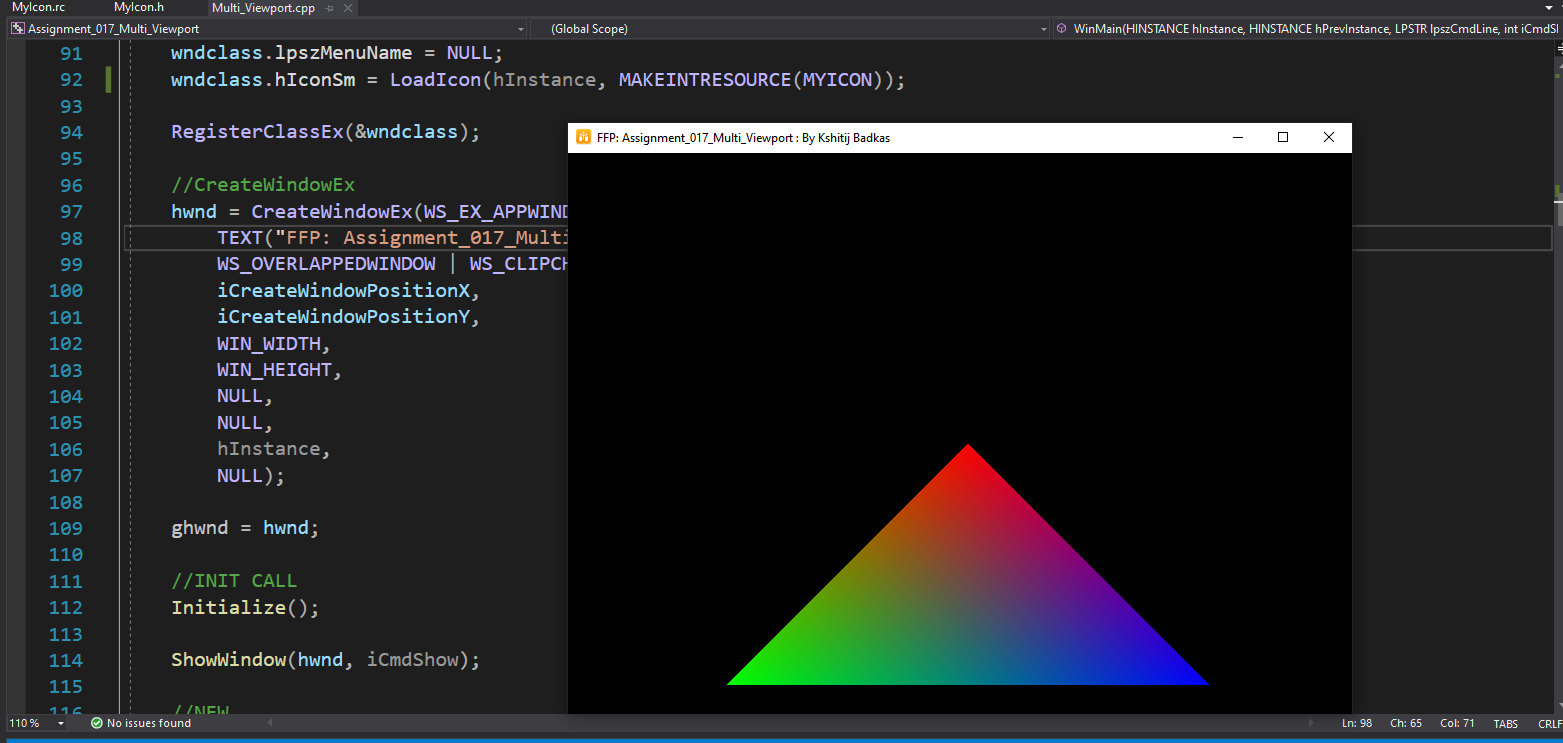 MyIcon.rc MyIcon.h Multi_Viewport.cpp
Assignment_017_Multi_Viewport (Global Scope) WinMain(HINSTANCE hInstance, HINSTANCE hPrevInstance, LPSTR lpszCmdLine, int iCmdSl
91 wndclass.lpszMenuName = NULL;
92 wndclass.hIconSm = LoadIcon(hInstance, MAKEINTRESOURCE(MYICON));
93
94 RegisterClassEx(&wndclass);
95
96 //CreateWindowEx
97 hwnd = CreateWindowEx(WS_EX_APPWIND
98 TEXT("FFP: Assignment_017_Multi
99 WS_OVERLAPPEDWINDOW | WS_CLIPCH
100 iCreateWindowPositionX,
101 iCreateWindowPositionY,
102 WIN_WIDTH,
103 WIN_HEIGHT,
104 NULL,
105 NULL,
106 hInstance,
107 NULL);
108
109 ghwnd = hwnd;
110
111 //INIT CALL
112 Initialize();
113
114 ShowWindow(hwnd, iCmdShow);
115
116 //NEW
FFP: Assignment_017_Multi_Viewport : By Kshitij Badkas
110 % No issues found Ln: 98 Ch: 65 Col: 71 TABS CRLF